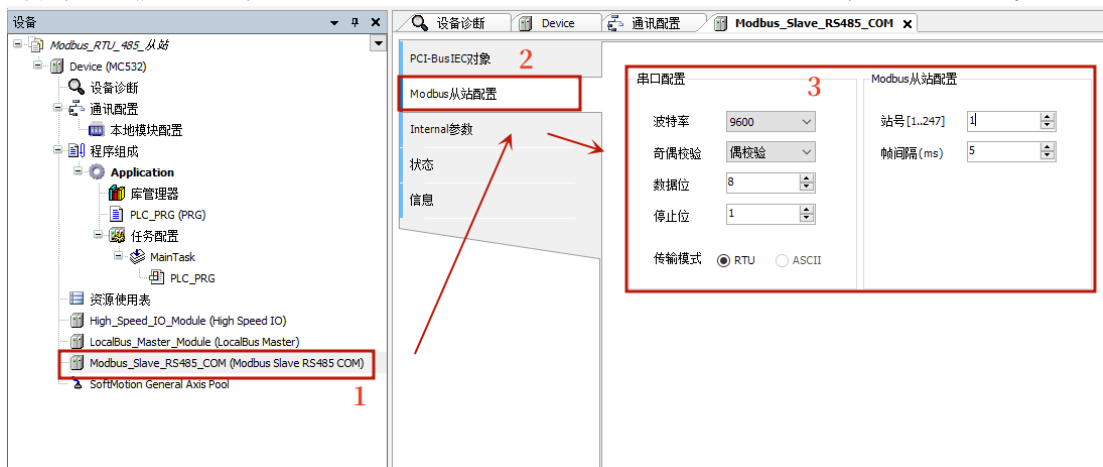 设备
Modbus_RTU_485_从站
Device (MC532)
设备诊断
通讯配置
本地模块配置
程序组成
Application
库管理器
PLC_PRG (PRG)
任务配置
MainTask
PLC_PRG
资源使用表
High_Speed_IO_Module (High Speed IO)
LocalBus_Master_Module (LocalBus Master)
Modbus_Slave_RS485_COM (Modbus Slave RS485 COM)
SoftMotion General Axis Pool
1
设备诊断 Device 通讯配置 Modbus_Slave_RS485_COM
PCI-BusIEC对象
2
Modbus从站配置
Internal参数
状态
信息
串口配置
3
波特率 9600
奇偶校验 偶校验
数据位 8
停止位 1
传输模式 RTU ASCII
Modbus从站配置
站号[1..247] 1
帧间隔(ms) 5